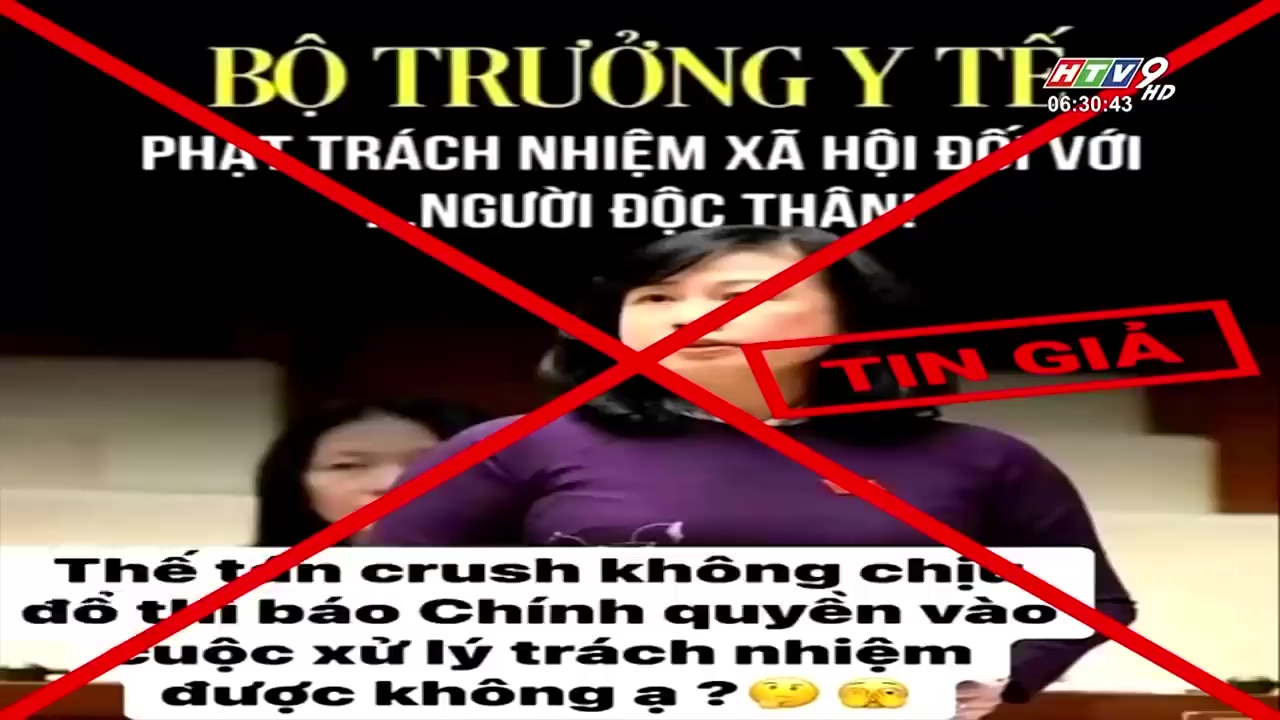 BỘ TRƯỞNG Y TẾ
HTV9 HD
06:30:43
PHẠT TRÁCH NHIỆM XÃ HỘI ĐỐI VỚI
...NGƯỜI ĐỘC THÂN!
TIN GIẢ
Thế tán crush không chịu
đổ thì báo Chính quyền vào
cuộc xử lý trách nhiệm
được không ạ ? 🤔 🫣